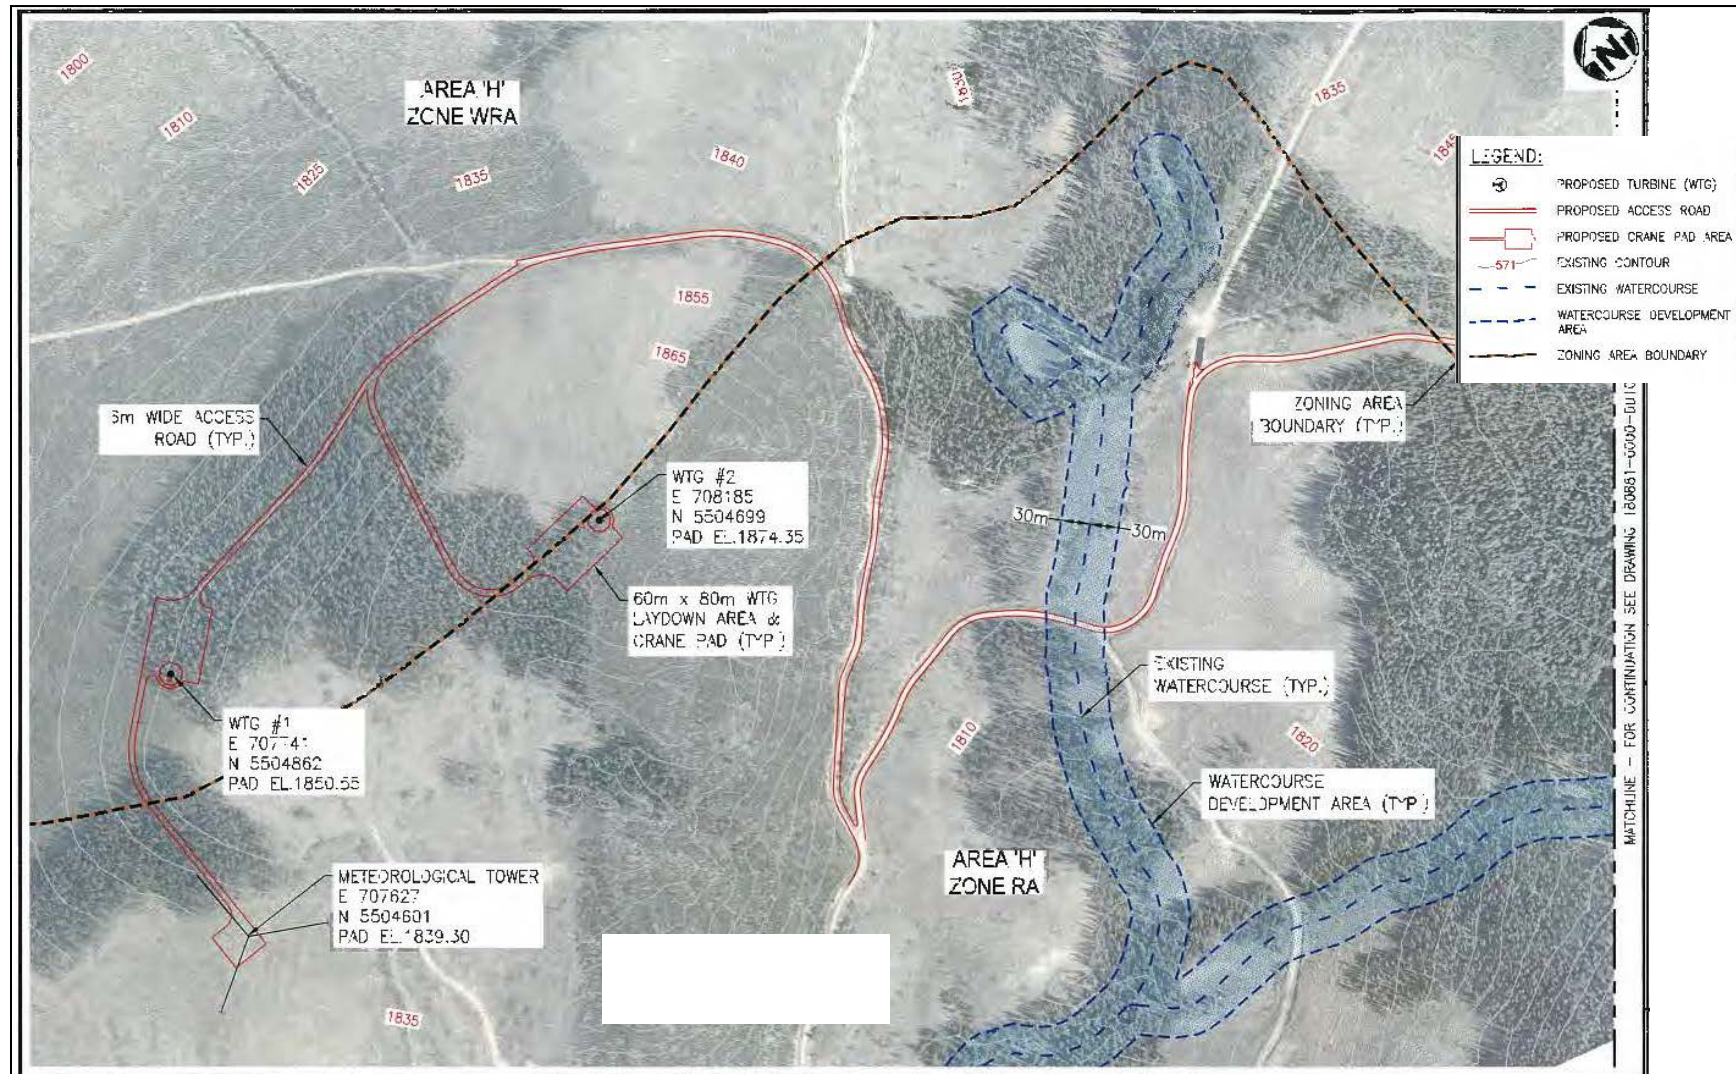 1800
1810
1825
1835
AREA 'H'
ZONE WRA
1840
1830
1835
1845
N
LEGEND:
PROPOSED TURBINE (WTG)
PROPOSED ACCESS ROAD
PROPOSED CRANE PAD AREA
571
EXISTING CONTOUR
EXISTING WATERCOURSE
WATERCOURSE DEVELOPMENT
AREA
ZONING AREA BOUNDARY
1855
1865
WIDE ACCESS
ROAD (TYP.)
ZONING AREA
BOUNDARY (TYP.)
WTG #2
E 708185
N 5504699
PAD EL.1874.35
30m
30m
60m x 80m WTG
LAYDOWN AREA &
CRANE PAD (TYP.)
EXISTING
WATERCOURSE (TYP.)
WTG #1
N 5504862
PAD EL.1850.55
1810
1820
WATERCOURSE
DEVELOPMENT AREA (TYP.)
AREA 'H'
ZONE RA
METEOROLOGICAL TOWER
E 707627
N 5504601
PAD EL.1839.30
1835
MATCHLINE - FOR CONTINUATION SEE DRAWING